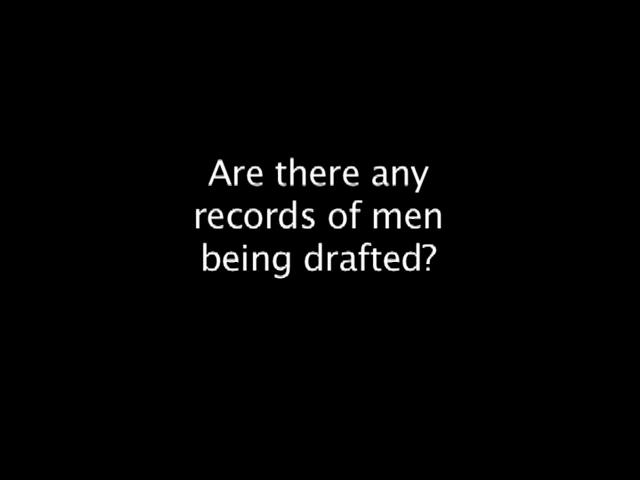 Are there any
records of men
being drafted?